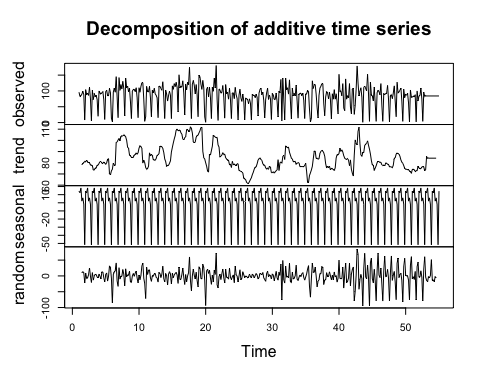 Decomposition of additive time series
observed
100
0
trend
110
80
60
seasonal
10
-20
-50
random
0
-100
0 10 20 30 40 50
Time